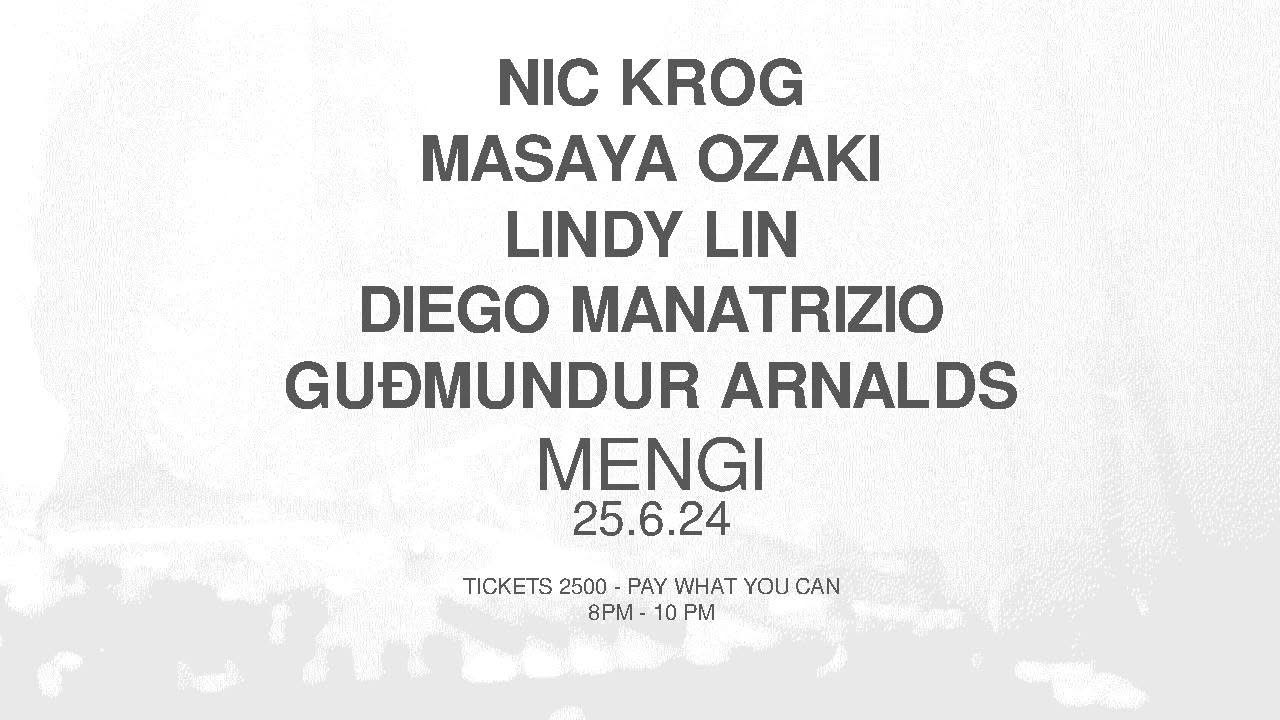 NIC KROG
MASAYA OZAKI
LINDY LIN
DIEGO MANATRIZIO
GUÐMUNDUR ARNALDS
MENGI
25.6.24
TICKETS 2500 - PAY WHAT YOU CAN
8PM - 10 PM